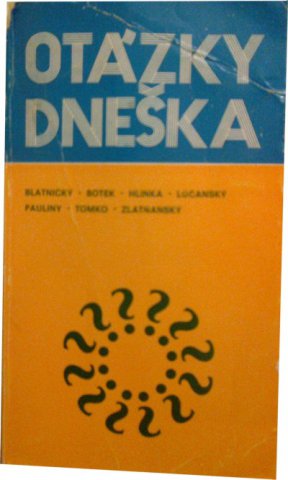 OTÁZKY
DNEŠKA
BLATNICKÝ • BOTEK • HLINKA • LUČANSKÝ
PAULINY • TOMKO • ZLATŇANSKÝ